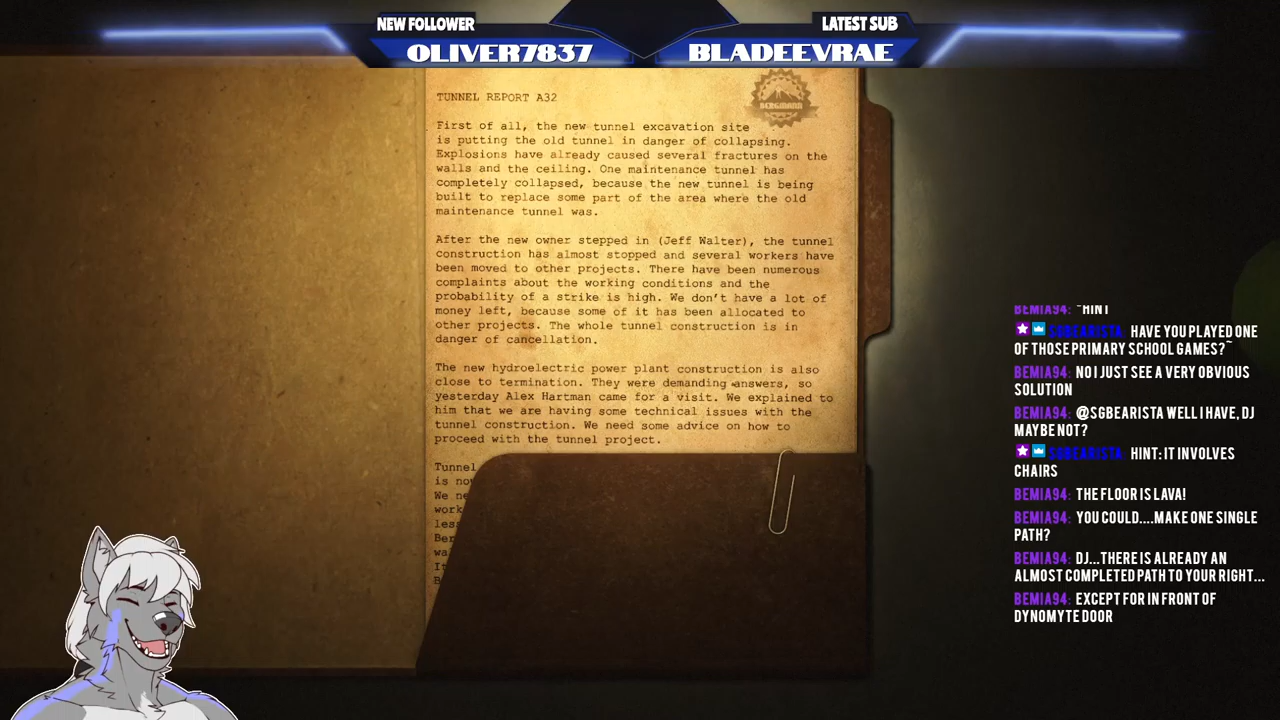 NEW FOLLOWER
OLIVER7837
LATEST SUB
BLADEEVRAE
TUNNEL REPORT A32
BERGMANN
First of all, the new tunnel excavation site
is putting the old tunnel in danger of collapsing.
Explosions have already caused several fractures on the
walls and the ceiling. One maintenance tunnel has
completely collapsed, because the new tunnel is being
built to replace some part of the area where the old
maintenance tunnel was.
After the new owner stepped in (Jeff Walter), the tunnel
construction has almost stopped and several workers have
been moved to other projects. There have been numerous
complaints about the working conditions and the
probability of a strike is high. We don't have a lot of
money left, because some of it has been allocated to
other projects. The whole tunnel construction is in
danger of cancellation.
The new hydroelectric power plant construction is also
close to termination. They were demanding answers, so
yesterday Alex Hartman came for a visit. We explained to
him that we are having some technical issues with the
tunnel construction. We need some advice on how to
proceed with the tunnel project.
Tunnel
is
We
BEMIA94: ~HINT
SGBEARISTA: HAVE YOU PLAYED ONE
OF THOSE PRIMARY SCHOOL GAMES?~
BEMIA94: NO I JUST SEE A VERY OBVIOUS
SOLUTION
BEMIA94: @SGBEARISTA WELL I HAVE, DJ
MAYBE NOT?
SGBEARISTA: HINT: IT INVOLVES
CHAIRS
BEMIA94: THE FLOOR IS LAVA!
BEMIA94: YOU COULD....MAKE ONE SINGLE
PATH?
BEMIA94: DJ...THERE IS ALREADY AN
ALMOST COMPLETED PATH TO YOUR RIGHT...
BEMIA94: EXCEPT FOR IN FRONT OF
DYNOMYTE DOOR